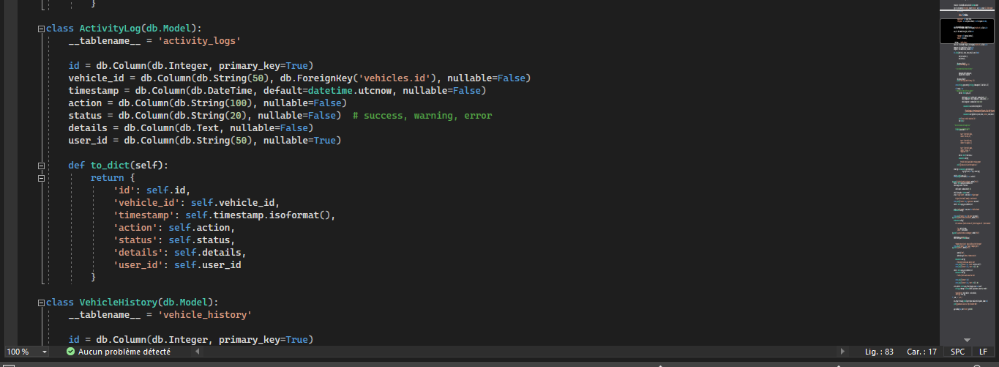 }
class ActivityLog(db.Model):
__tablename__ = 'activity_logs'
id = db.Column(db.Integer, primary_key=True)
vehicle_id = db.Column(db.String(50), db.ForeignKey('vehicles.id'), nullable=False)
timestamp = db.Column(db.DateTime, default=datetime.utcnow, nullable=False)
action = db.Column(db.String(100), nullable=False)
status = db.Column(db.String(20), nullable=False)  # success, warning, error
details = db.Column(db.Text, nullable=False)
user_id = db.Column(db.String(50), nullable=True)
def to_dict(self):
return {
'id': self.id,
'vehicle_id': self.vehicle_id,
'timestamp': self.timestamp.isoformat(),
'action': self.action,
'status': self.status,
'details': self.details,
'user_id': self.user_id
}
class VehicleHistory(db.Model):
__tablename__ = 'vehicle_history'
id = db.Column(db.Integer, primary_key=True)
100 % Aucun problème détecté Lig. : 83 Car. : 17 SPC LF